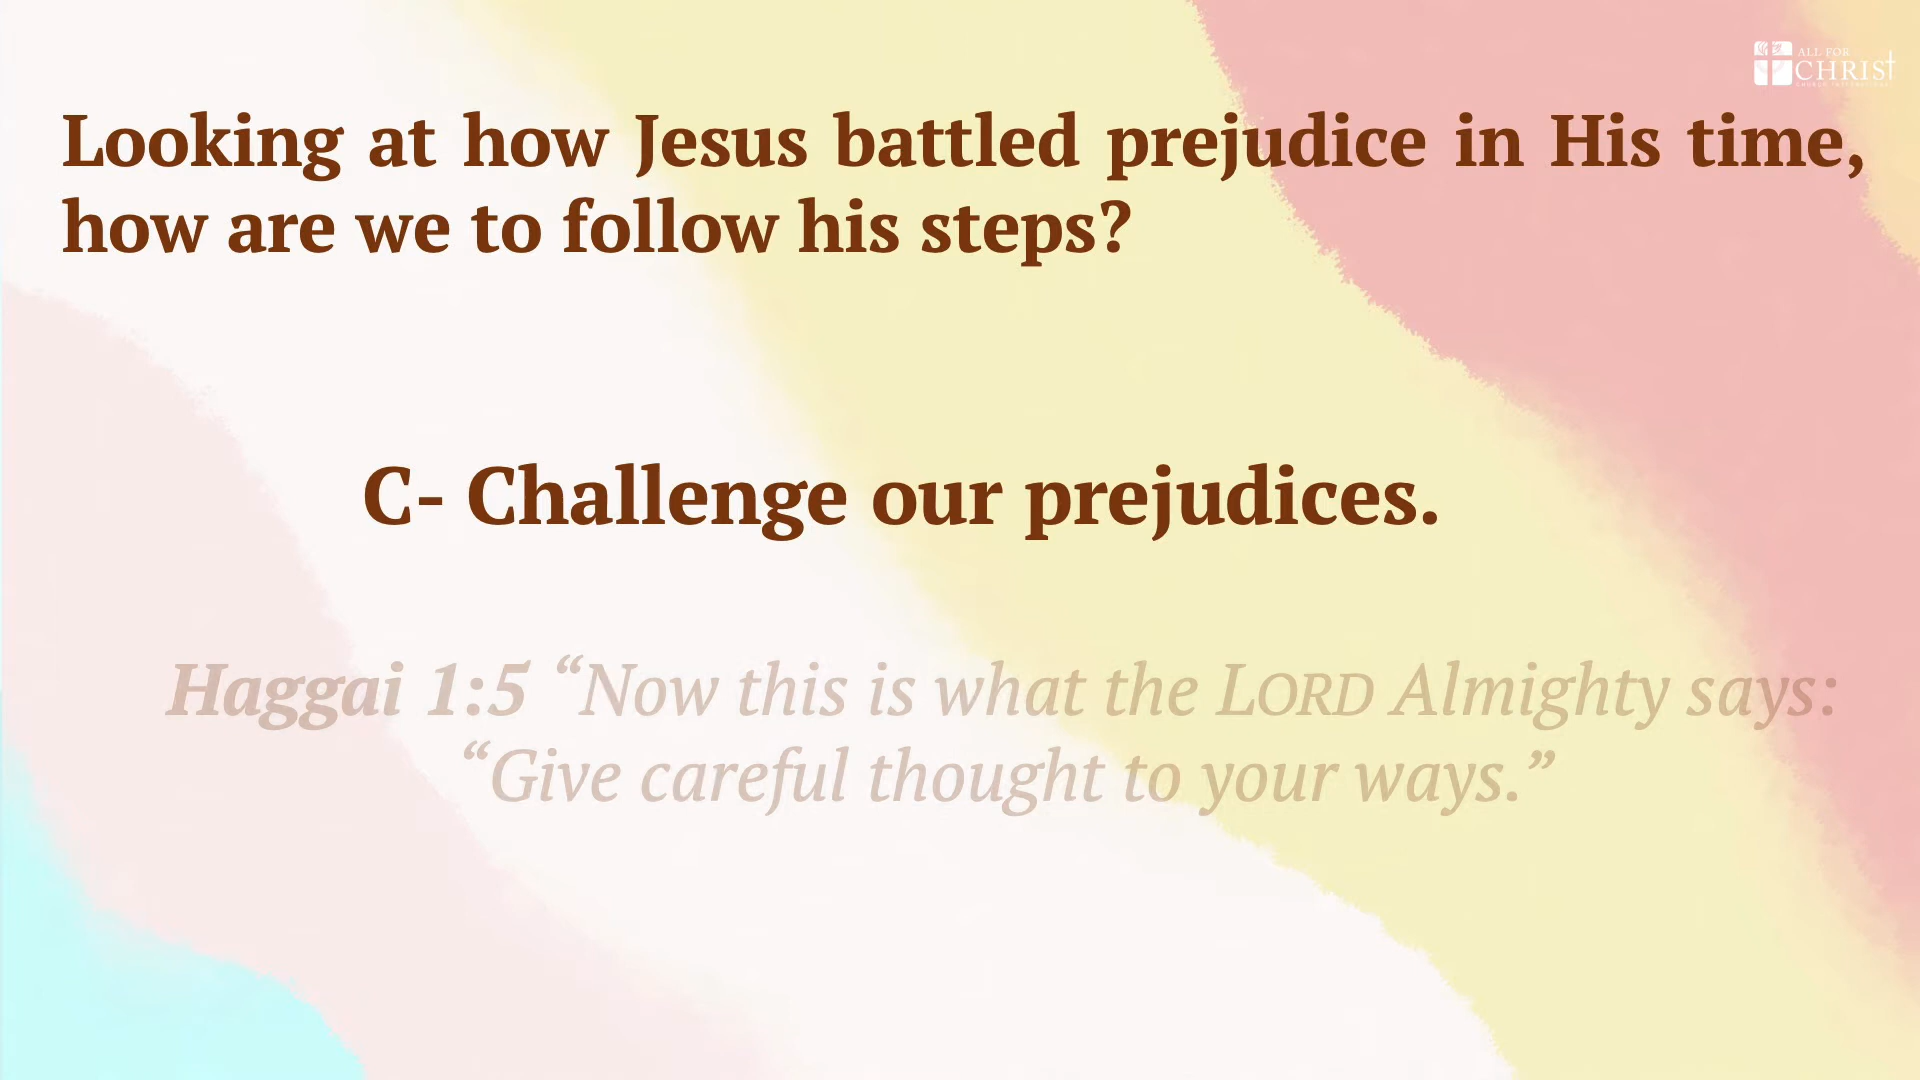 ALL FOR
CHRIST
Looking at how Jesus battled prejudice in His time,
how are we to follow his steps?
C- Challenge our prejudices.
Haggai 1:5 “Now this is what the LORD Almighty says:
“Give careful thought to your ways.”